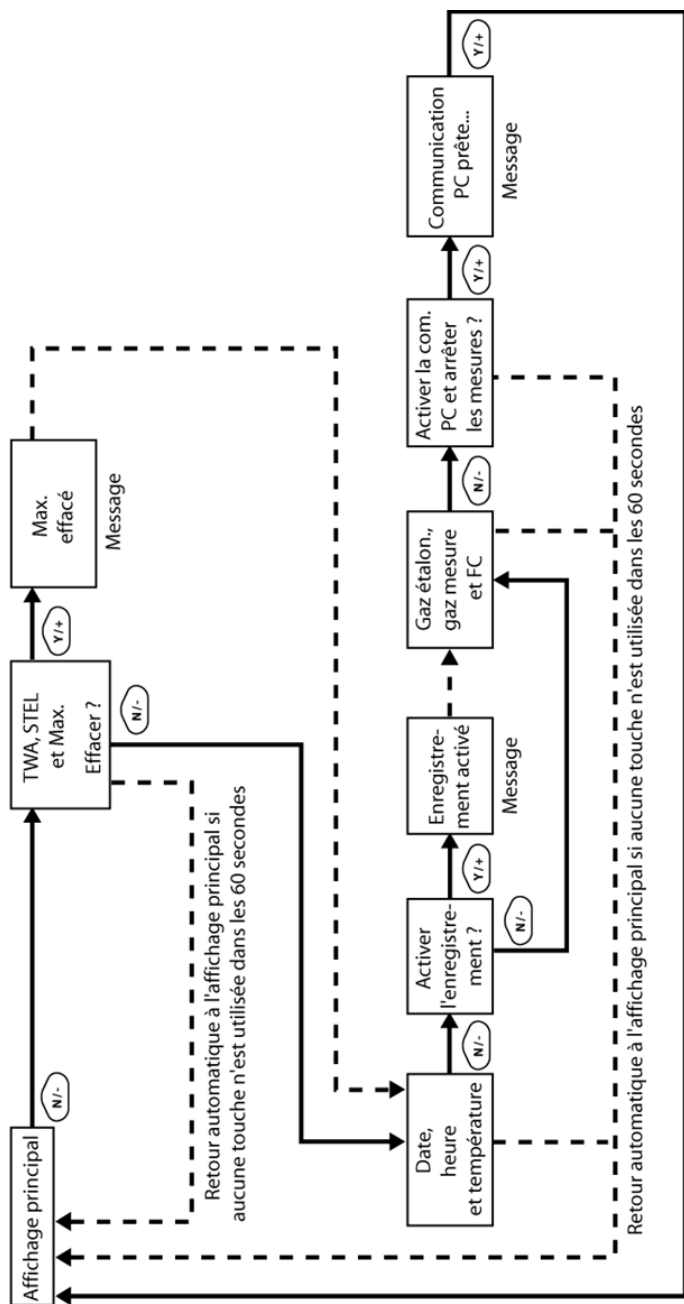 Affichage principal
N/-
TWA, STEL
et Max.
Effacer ?
Y/+
N/-
Max.
effacé
Message
Retour automatique à l'affichage principal si
aucune touche n'est utilisée dans les 60 secondes
Date,
heure
et température
N/-
Activer
l'enregistre-
ment ?
Y/+
N/-
Enregistre-
ment activé
Message
Gaz étalon.,
gaz mesure
et FC
N/-
Activer la com.
PC et arrêter
les mesures ?
Y/+
Communication
PC prête...
Message
Y/+
Retour automatique à l'affichage principal si aucune touche n'est utilisée dans les 60 secondes